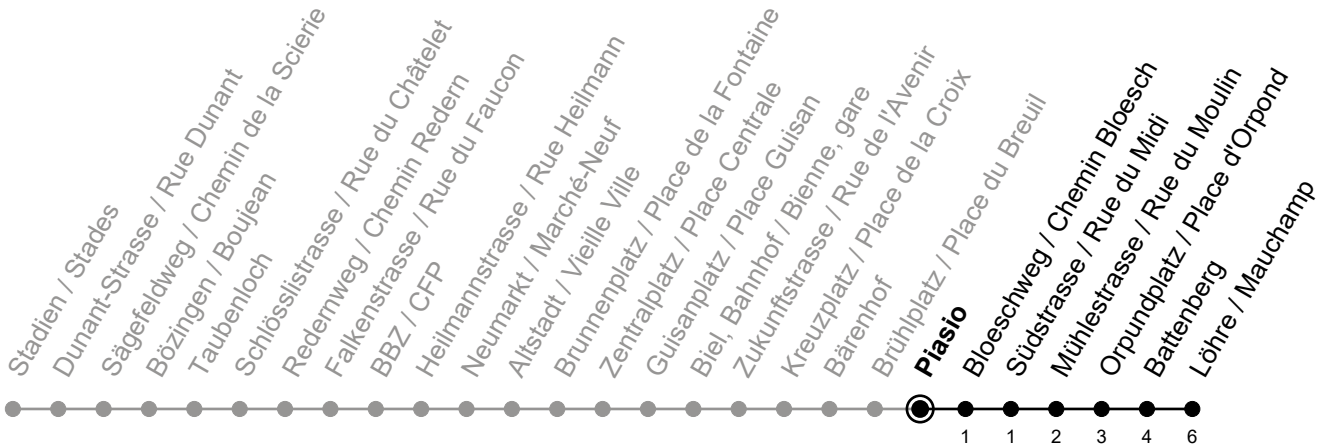 Stadien / Stades
Dunant-Strasse / Rue Dunant
Sägefeldweg / Chemin de la Scierie
Bözingen / Boujean
Taubenloch
Schlösslistrasse / Rue du Châtelet
Redernweg / Chemin Redern
Falkenstrasse / Rue du Faucon
BBZ / CFP
Heilmannstrasse / Rue Heilmann
Neumarkt / Marché-Neuf
Altstadt / Vieille Ville
Brunnenplatz / Place de la Fontaine
Zentralplatz / Place Centrale
Guisanplatz / Place Guisan
Biel, Bahnhof / Bienne, gare
Zukunftstrasse / Rue de l'Avenir
Kreuzplatz / Place de la Croix
Bärenhof
Brühlplatz / Place du Breuil
Piasio
Bloeschweg / Chemin Bloesch
Südstrasse / Rue du Midi
Mühlestrasse / Rue du Moulin
Orpundplatz / Place d'Orpond
Battenberg
Löhre / Mauchamp
1 1 2 3 4 6